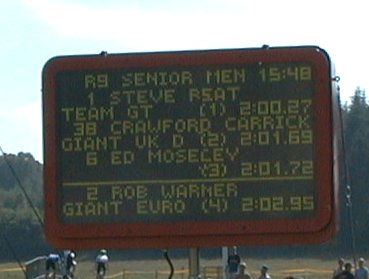 R9 SENIOR MEN 15:48
1 STEVE PEAT
TEAM GT (1) 2:00.27
38 CRAWFORD CARRICK
GIANT UK D (2) 2:01.69
6 ED MOSELEY
(3) 2:01.72
2 ROB WARNER
GIANT EURO (4) 2:02.95